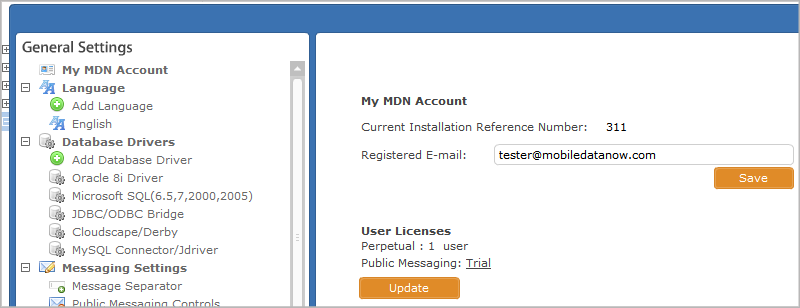 General Settings
My MDN Account
Language
Add Language
English
Database Drivers
Add Database Driver
Oracle 8i Driver
Microsoft SQL(6.5,7,2000,2005)
JDBC/ODBC Bridge
Cloudscape/Derby
MySQL Connector/Jdriver
Messaging Settings
Message Separator
Public Messaging Controls
My MDN Account
Current Installation Reference Number: 311
Registered E-mail: tester@mobiledatanow.com
Save
User Licenses
Perpetual : 1 user
Public Messaging: Trial
Update